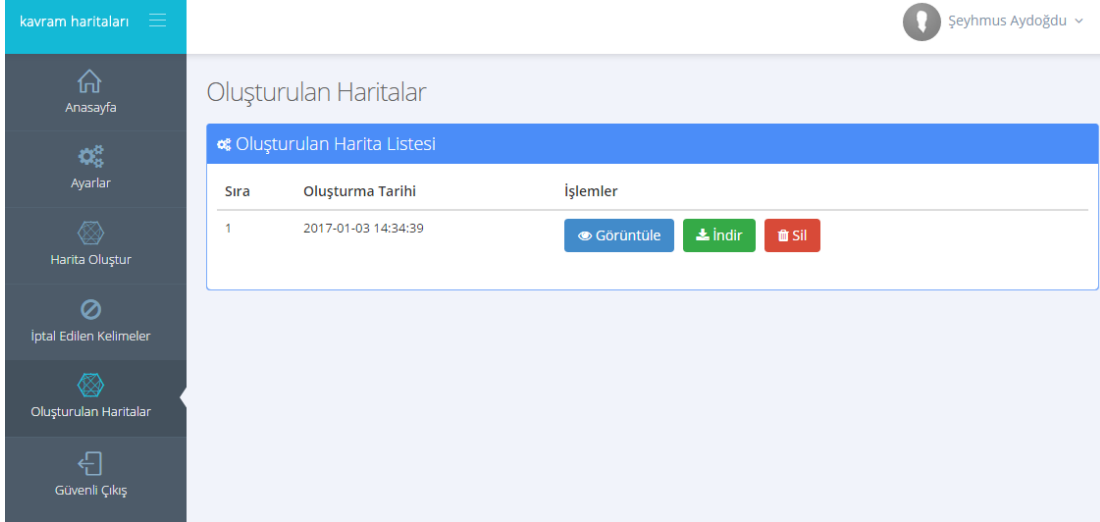 kavram haritaları
Şeyhmus Aydoğdu
Anasayfa
Ayarlar
Harita Oluştur
İptal Edilen Kelimeler
Oluşturulan Haritalar
Güvenli Çıkış
Oluşturulan Haritalar
Oluşturulan Harita Listesi
Sıra Oluşturma Tarihi İşlemler
1 2017-01-03 14:34:39 Görüntüle İndir Sil